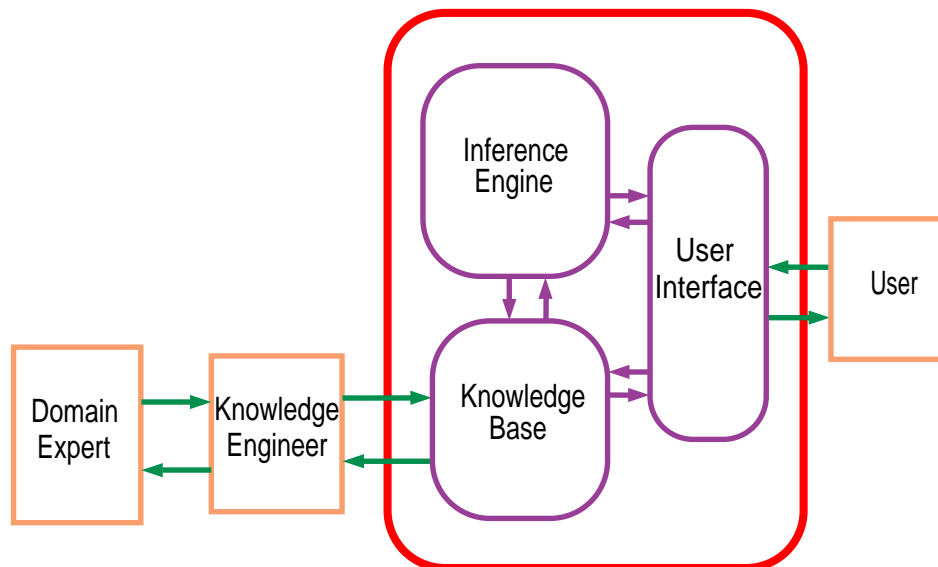 Inference
Engine
User
Interface
User
Knowledge
Base
Knowledge
Engineer
Domain
Expert